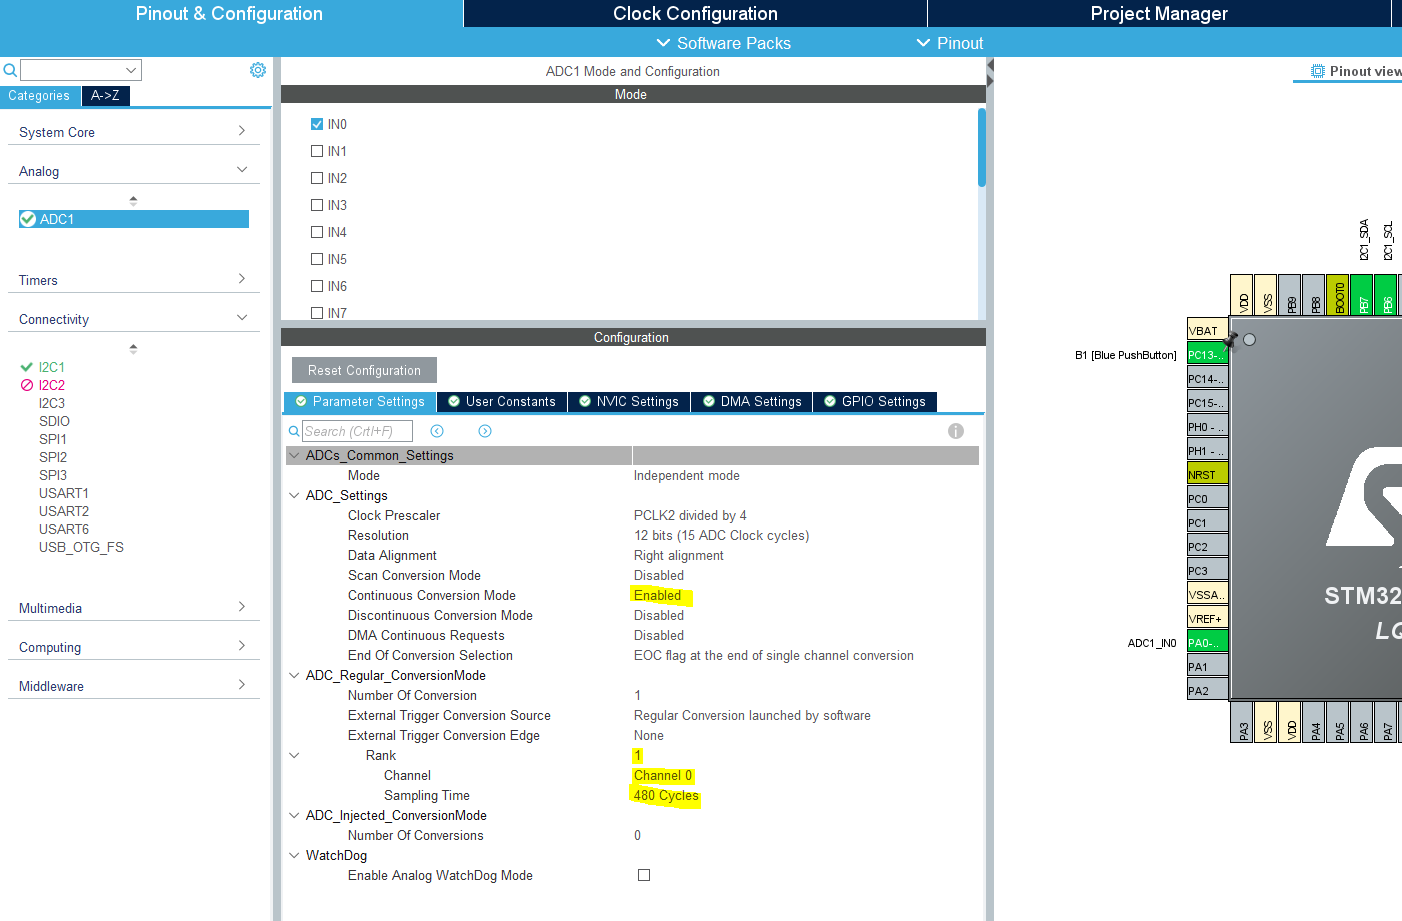 Pinout & Configuration
Clock Configuration
Project Manager
Software Packs
Pinout
Categories
A->Z
System Core
Analog
ADC1
Timers
Connectivity
I2C1
I2C2
I2C3
SDIO
SPI1
SPI2
SPI3
USART1
USART2
USART6
USB_OTG_FS
Multimedia
Computing
Middleware
ADC1 Mode and Configuration
Mode
IN0
IN1
IN2
IN3
IN4
IN5
IN6
IN7
Configuration
Reset Configuration
Parameter Settings
User Constants
NVIC Settings
DMA Settings
GPIO Settings
Search (Crtl+F)
ADCs_Common_Settings
Mode Independent mode
ADC_Settings
Clock Prescaler PCLK2 divided by 4
Resolution 12 bits (15 ADC Clock cycles)
Data Alignment Right alignment
Scan Conversion Mode Disabled
Continuous Conversion Mode Enabled
Discontinuous Conversion Mode Disabled
DMA Continuous Requests Disabled
End Of Conversion Selection EOC flag at the end of single channel conversion
ADC_Regular_ConversionMode
Number Of Conversion 1
External Trigger Conversion Source Regular Conversion launched by software
External Trigger Conversion Edge None
Rank 1
Channel Channel 0
Sampling Time 480 Cycles
ADC_Injected_ConversionMode
Number Of Conversions 0
WatchDog
Enable Analog WatchDog Mode
Pinout view
I2C1_SDA
I2C1_SCL
VDD
VSS
PB9
PB8
BOOT0
PB7
PB6
VBAT
B1 [Blue PushButton]
PC13-..
PC14-..
PC15-..
PH0 - ..
PH1 - ..
NRST
PC0
PC1
PC2
PC3
VSSA..
VREF+
ADC1_IN0
PA0-..
PA1
PA2
STM32
LQ
PA3
VSS
VDD
PA4
PA5
PA6
PA7